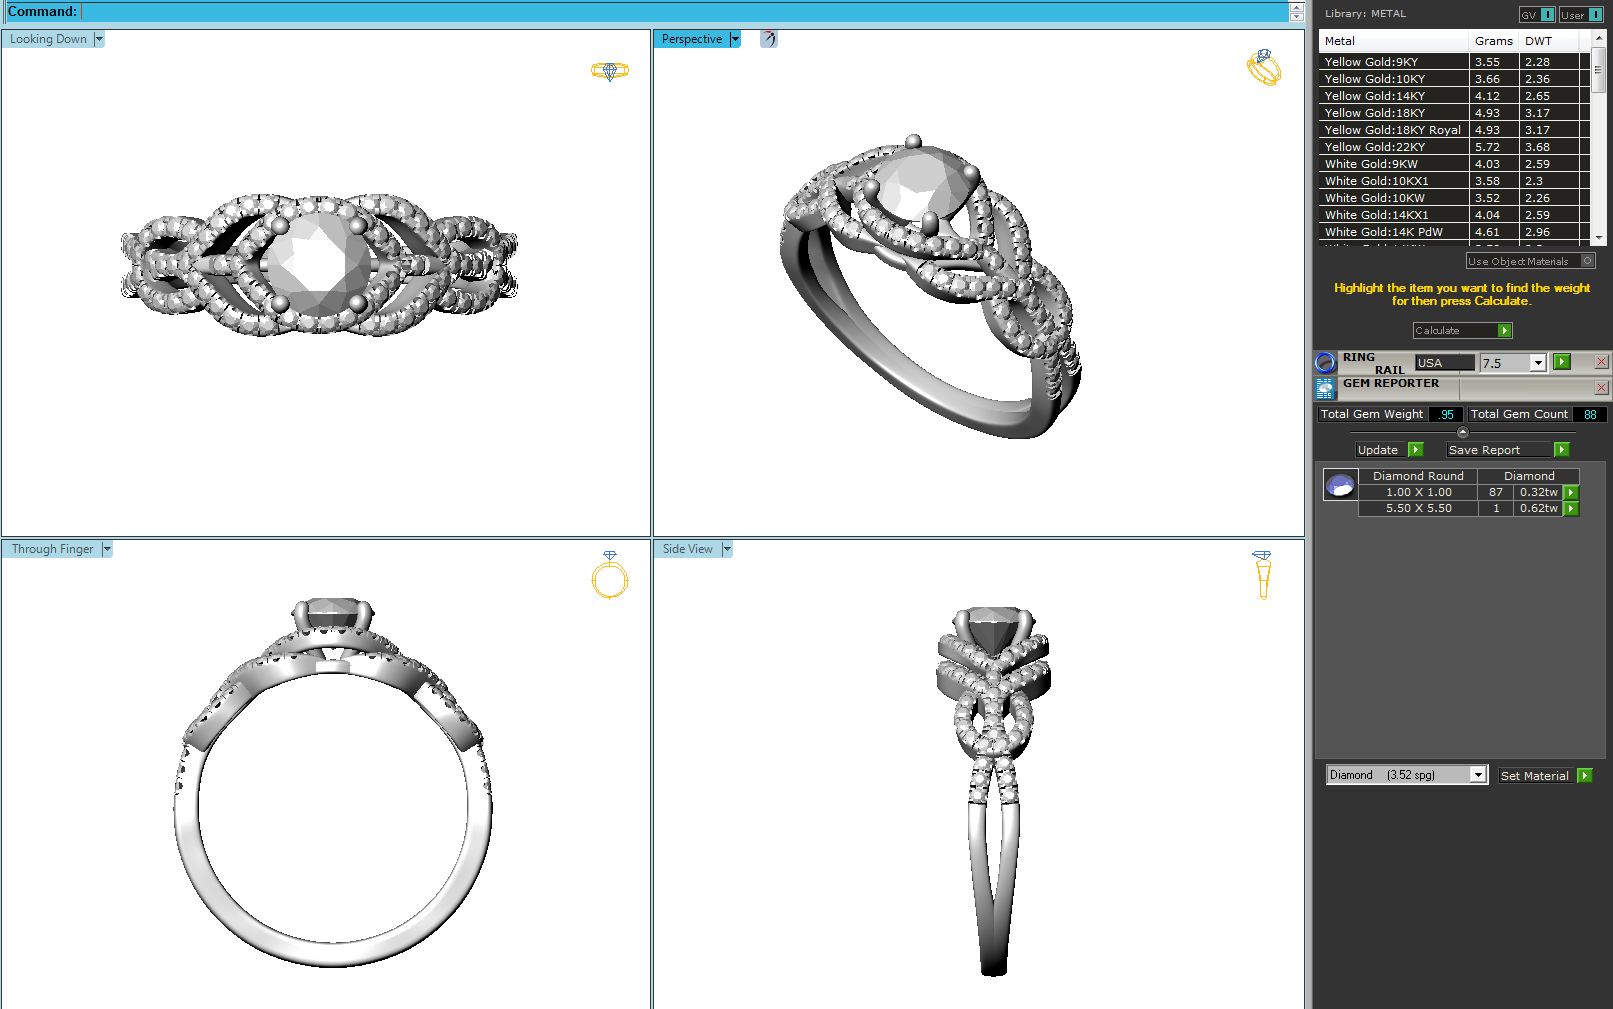 Command:
Looking Down
Perspective
Through Finger
Side View
Library: METAL
GV
User
Metal Grams DWT
Yellow Gold:9KY 3.55 2.28
Yellow Gold:10KY 3.66 2.36
Yellow Gold:14KY 4.12 2.65
Yellow Gold:18KY 4.93 3.17
Yellow Gold:18KY Royal 4.93 3.17
Yellow Gold:22KY 5.72 3.68
White Gold:9KW 4.03 2.59
White Gold:10KX1 3.58 2.3
White Gold:10KW 3.52 2.26
White Gold:14KX1 4.04 2.59
White Gold:14K PdW 4.61 2.96
Use Object Materials
Highlight the item you want to find the weight
for then press Calculate.
Calculate
RING
RAIL USA 7.5
GEM REPORTER
Total Gem Weight .95 Total Gem Count 88
Update Save Report
Diamond Round Diamond
1.00 X 1.00 87 0.32tw
5.50 X 5.50 1 0.62tw
Diamond (3.52 spg) Set Material